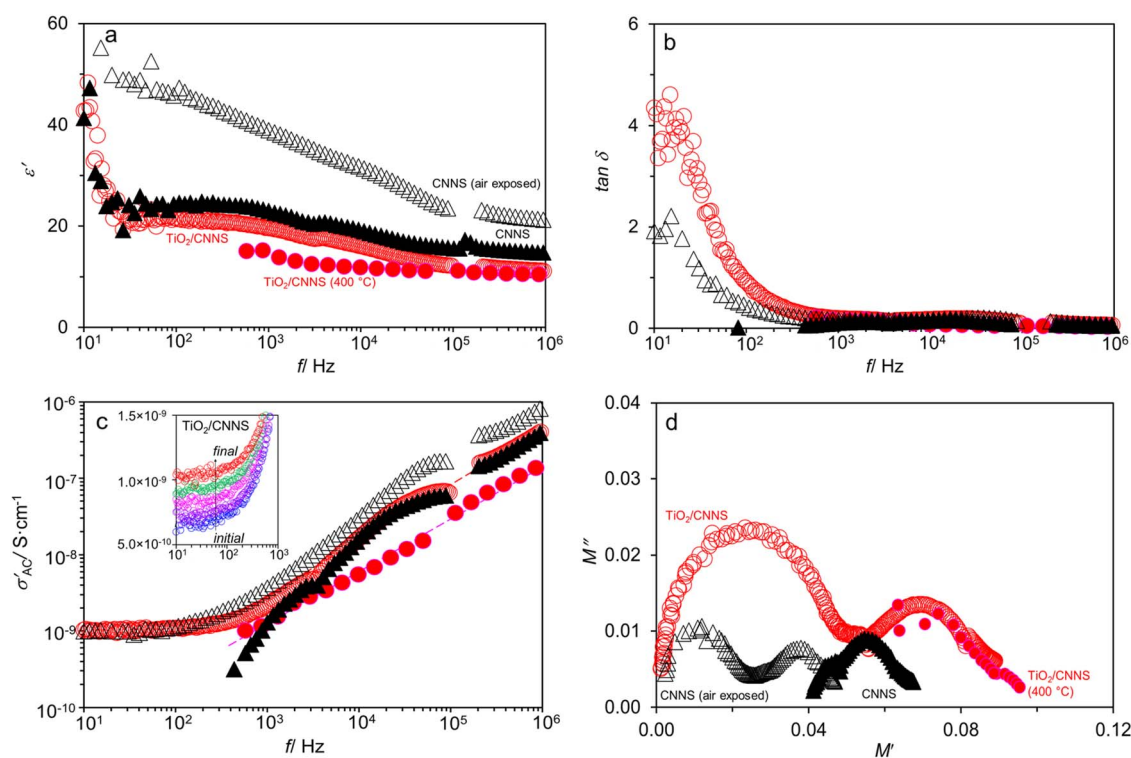 a
60
40
20
0
ε′
CNNS (air exposed)
CNNS
TiO₂/CNNS
TiO₂/CNNS (400 °C)
10¹ 10² 10³ 10⁴ 10⁵ 10⁶
f/ Hz
b
6
4
2
0
tan δ
10¹ 10² 10³ 10⁴ 10⁵ 10⁶
f/ Hz
c
10⁻⁶
10⁻⁷
10⁻⁸
10⁻⁹
10⁻¹⁰
σ′AC/ S·cm⁻¹
1.5×10⁻⁹
1.0×10⁻⁹
5.0×10⁻¹⁰
TiO₂/CNNS
final
initial
10¹ 10² 10³
10¹ 10² 10³ 10⁴ 10⁵ 10⁶
f/ Hz
d
0.04
0.03
0.02
0.01
0.00
M″
TiO₂/CNNS
CNNS (air exposed)
CNNS
TiO₂/CNNS
(400 °C)
0.00 0.04 0.08 0.12
M′